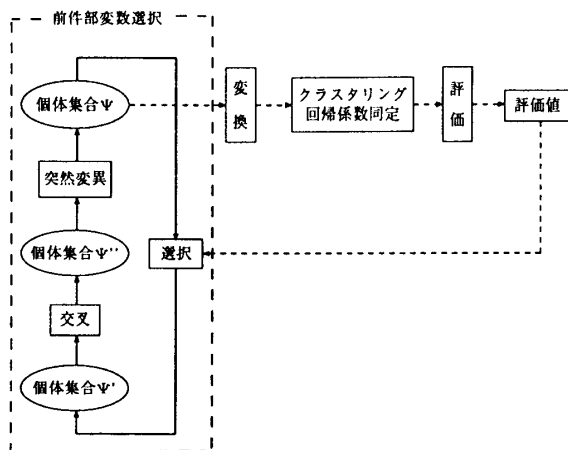 前件部変数選択
個体集合Ψ
変換
クラスタリング
回帰係数同定
評価
評価値
突然変異
個体集合Ψ''
選択
交叉
個体集合Ψ'